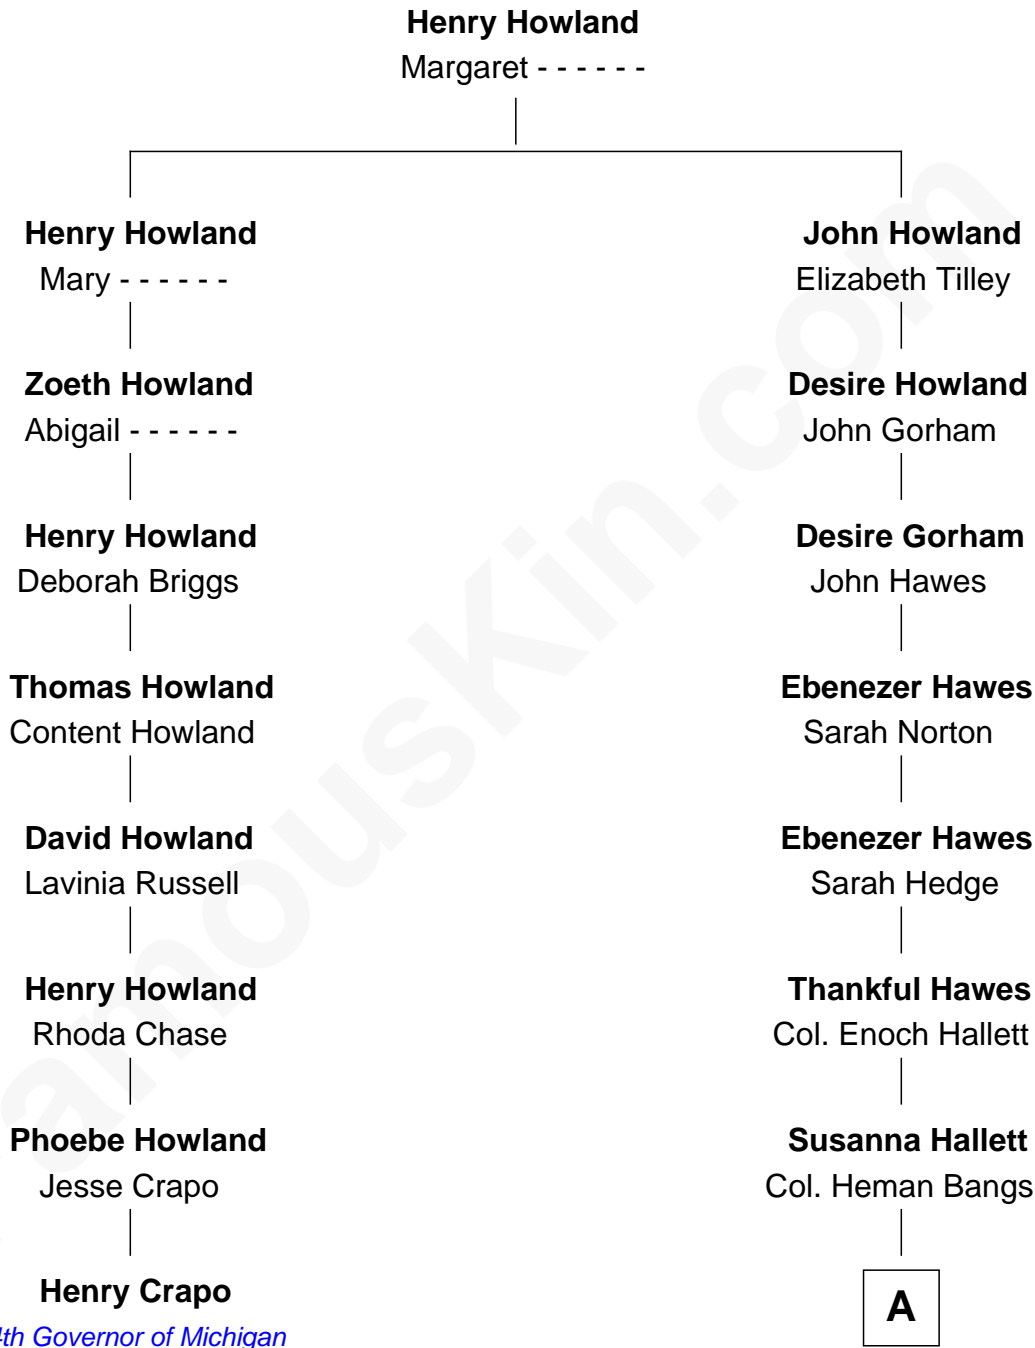 Henry Howland
Margaret - - - - - -
Henry Howland
John Howland
Mary - - - - - -
Elizabeth Tilley
Zoeth Howland
Desire Howland
Abigail - - - - - -
John Gorham
Henry Howland
Desire Gorham
Deborah Briggs
John Hawes
Thomas Howland
Ebenezer Hawes
Content Howland
Sarah Norton
David Howland
Ebenezer Hawes
Lavinia Russell
Sarah Hedge
Henry Howland
Thankful Hawes
Rhoda Chase
Col. Enoch Hallett
Phoebe Howland
Susanna Hallett
Jesse Crapo
Col. Heman Bangs
Henry Crapo
A
4th Governor of Michigan
amouskin.com